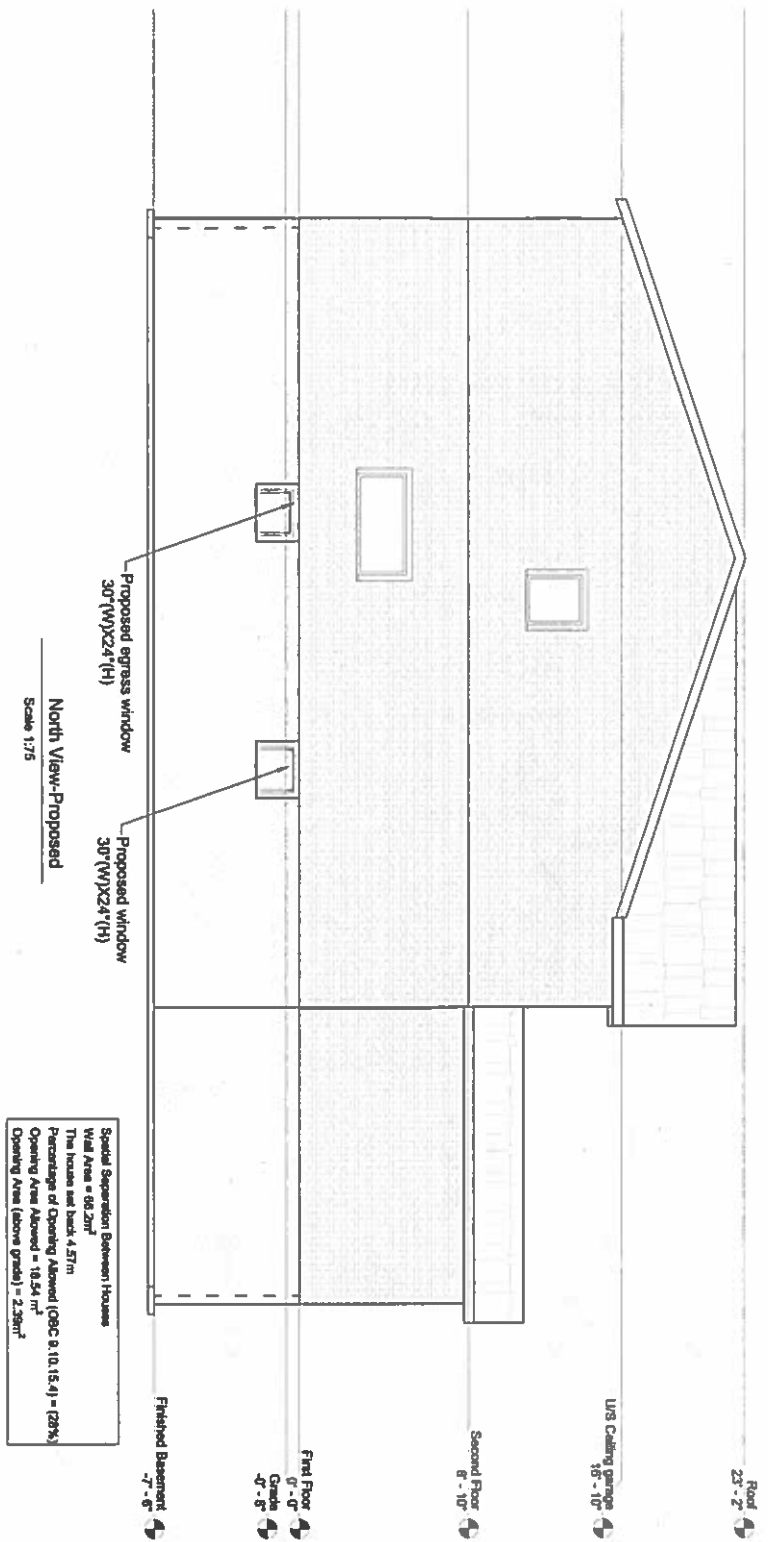 Roof
23' - 2"
U/S Ceiling garage
16' - 10"
Second Floor
8' - 10"
First Floor
0' - 0"
Grade
-0' - 8"
Finished Basement
-7' - 6"
Proposed egress window
30"(W)X24"(H)
Proposed window
30"(W)X24"(H)
North View-Proposed
Scale 1:75
Spatial Separation Between Houses
Wall Area = 66.2m²
The house set back 4.57m
Percentage of Opening Allowed (OBC 9.10.15.4) = (28%)
Opening Area Allowed = 18.54 m²
Opening Area (above grade) = 2.39m²